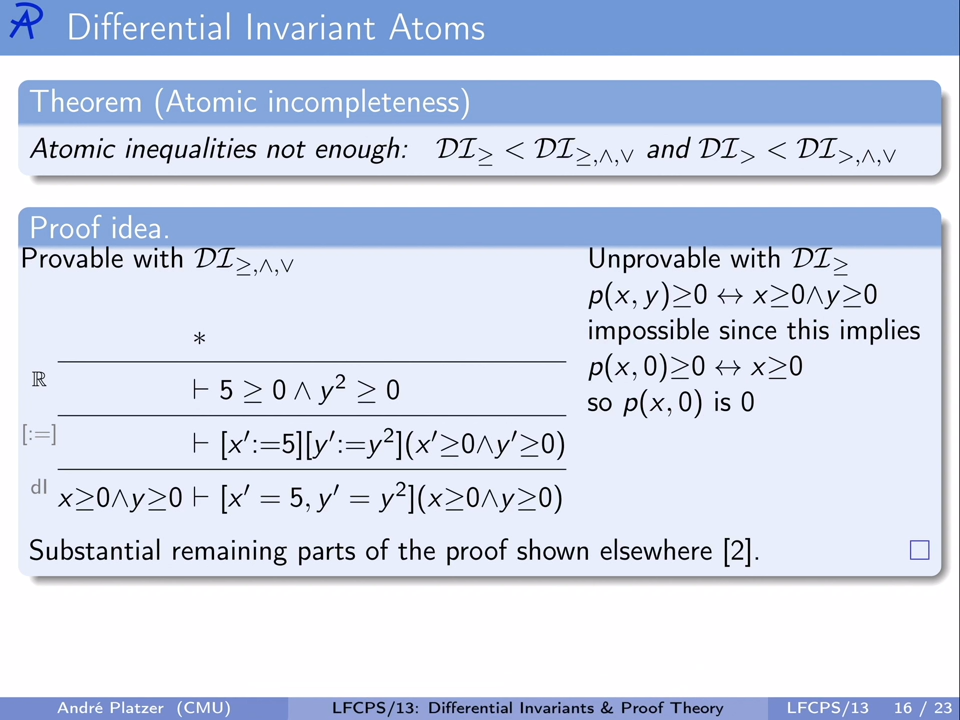 Differential Invariant Atoms
Theorem (Atomic incompleteness)
Atomic inequalities not enough: 𝒟ℐ≥ < 𝒟ℐ≥,∧,∨ and 𝒟ℐ> < 𝒟ℐ>,∧,∨
Proof idea.
Provable with 𝒟ℐ≥,∧,∨
*
ℝ ⊢ 5 ≥ 0 ∧ y² ≥ 0
[:=] ⊢ [x′:=5][y′:=y²](x′≥0∧y′≥0)
dI x≥0∧y≥0 ⊢ [x′ = 5, y′ = y²](x≥0∧y≥0)
Unprovable with 𝒟ℐ≥
p(x, y)≥0 ↔ x≥0∧y≥0
impossible since this implies
p(x, 0)≥0 ↔ x≥0
so p(x, 0) is 0
Substantial remaining parts of the proof shown elsewhere [2]. □
André Platzer (CMU) LFCPS/13: Differential Invariants & Proof Theory LFCPS/13 16 / 23